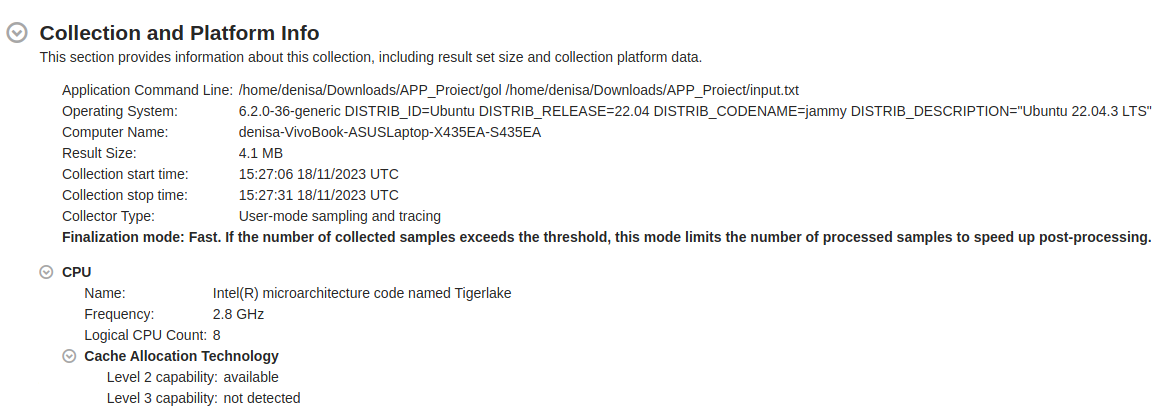 Collection and Platform Info
This section provides information about this collection, including result set size and collection platform data.
Application Command Line: /home/denisa/Downloads/APP_Proiect/gol /home/denisa/Downloads/APP_Proiect/input.txt
Operating System: 6.2.0-36-generic DISTRIB_ID=Ubuntu DISTRIB_RELEASE=22.04 DISTRIB_CODENAME=jammy DISTRIB_DESCRIPTION="Ubuntu 22.04.3 LTS"
Computer Name: denisa-VivoBook-ASUSLaptop-X435EA-S435EA
Result Size: 4.1 MB
Collection start time: 15:27:06 18/11/2023 UTC
Collection stop time: 15:27:31 18/11/2023 UTC
Collector Type: User-mode sampling and tracing
Finalization mode: Fast. If the number of collected samples exceeds the threshold, this mode limits the number of processed samples to speed up post-processing.
CPU
Name: Intel(R) microarchitecture code named Tigerlake
Frequency: 2.8 GHz
Logical CPU Count: 8
Cache Allocation Technology
Level 2 capability: available
Level 3 capability: not detected